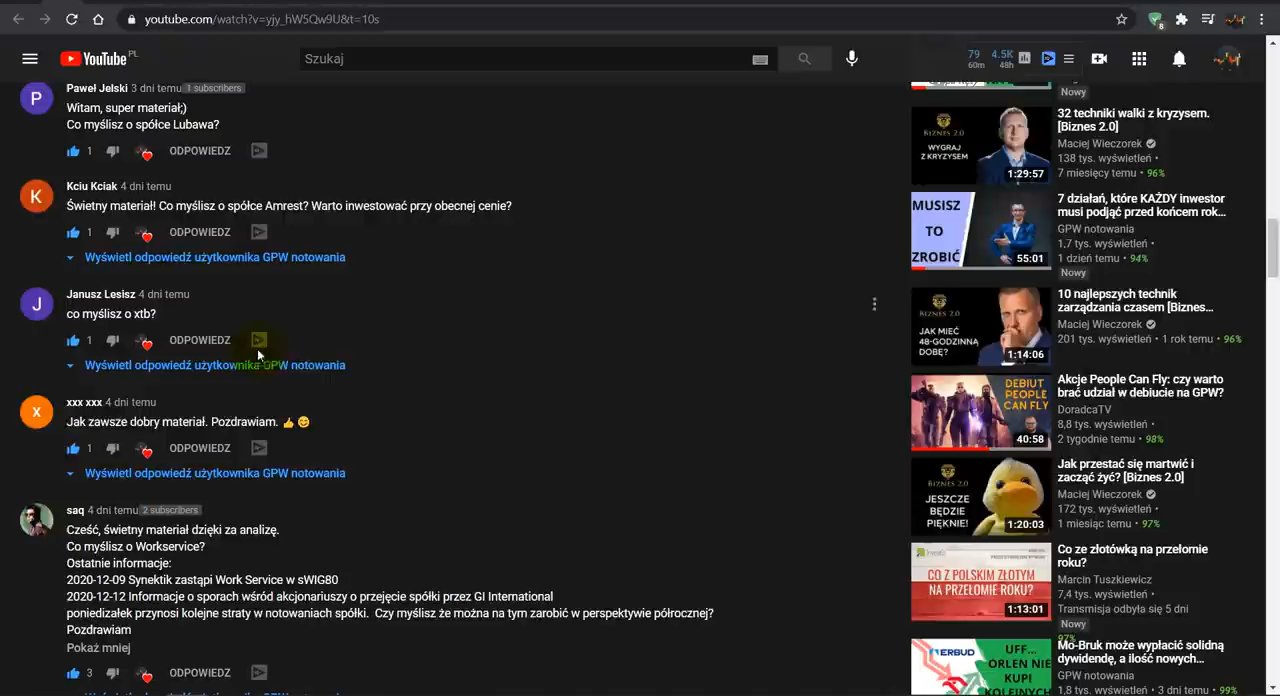 youtube.com/watch?v=yjy_hW5Qw9U&t=10s
8
YouTube PL
Szukaj
79 60m
4.5K 48h
Paweł Jelski 3 dni temu 1 subscribers
Witam, super materiał;)
Co myślisz o spółce Lubawa?
1 ODPOWIEDZ
Kciu Kciak 4 dni temu
Świetny materiał! Co myślisz o spółce Amrest? Warto inwestować przy obecnej cenie?
1 ODPOWIEDZ
Wyświetl odpowiedź użytkownika GPW notowania
Janusz Lesisz 4 dni temu
co myślisz o xtb?
1 ODPOWIEDZ
Wyświetl odpowiedź użytkownika GPW notowania
xxx xxx 4 dni temu
Jak zawsze dobry materiał. Pozdrawiam. 👍 😊
1 ODPOWIEDZ
Wyświetl odpowiedź użytkownika GPW notowania
saq 4 dni temu 2 subscribers
Cześć, świetny materiał dzięki za analizę.
Co myślisz o Workservice?
Ostatnie informacje:
2020-12-09 Synektik zastąpi Work Service w sWIG80
2020-12-12 Informacje o sporach wśród akcjonariuszy o przejęcie spółki przez GI International
poniedziałek przynosi kolejne straty w notowaniach spółki. Czy myślisz że można na tym zarobić w perspektywie półrocznej?
Pozdrawiam
Pokaż mniej
3 ODPOWIEDZ
Nowy
BIZNES 2.0
WYGRAJ
Z KRYZYSEM
1:29:57
32 techniki walki z kryzysem.
[Biznes 2.0]
Maciej Wieczorek
138 tys. wyświetleń •
7 miesięcy temu • 96%
MUSISZ
TO
ZROBIĆ
55:01
7 działań, które KAŻDY inwestor
musi podjąć przed końcem rok...
GPW notowania
1,7 tys. wyświetleń •
1 dzień temu • 94%
Nowy
BIZNES 2.0
JAK MIEĆ
48-GODZINNĄ
DOBĘ?
1:14:06
10 najlepszych technik
zarządzania czasem [Biznes...
Maciej Wieczorek
201 tys. wyświetleń • 1 rok temu • 96%
DEBIUT
PEOPLE
CAN FLY
40:58
Akcje People Can Fly: czy warto
brać udział w debiucie na GPW?
DoradcaTV
8,8 tys. wyświetleń •
2 tygodnie temu • 98%
BIZNES 2.0
JESZCZE
BĘDZIE
PIĘKNIE!
1:20:03
Jak przestać się martwić i
zacząć żyć? [Biznes 2.0]
Maciej Wieczorek
172 tys. wyświetleń •
1 miesiąc temu • 97%
CO Z POLSKIM ZŁOTYM
NA PRZEŁOMIE ROKU?
1:13:01
Co ze złotówką na przełomie
roku?
Marcin Tuszkiewicz
7,4 tys. wyświetleń •
Transmisja odbyła się 5 dni
Nowy
97%
ERBUD
UFF...
ORLEN NIE
KUPI
KOLEJNYCH
Mo-Bruk może wypłacić solidną
dywidendę, a ilość nowych...
GPW notowania
1,8 tys. wyświetleń • 3 dni temu • 99%